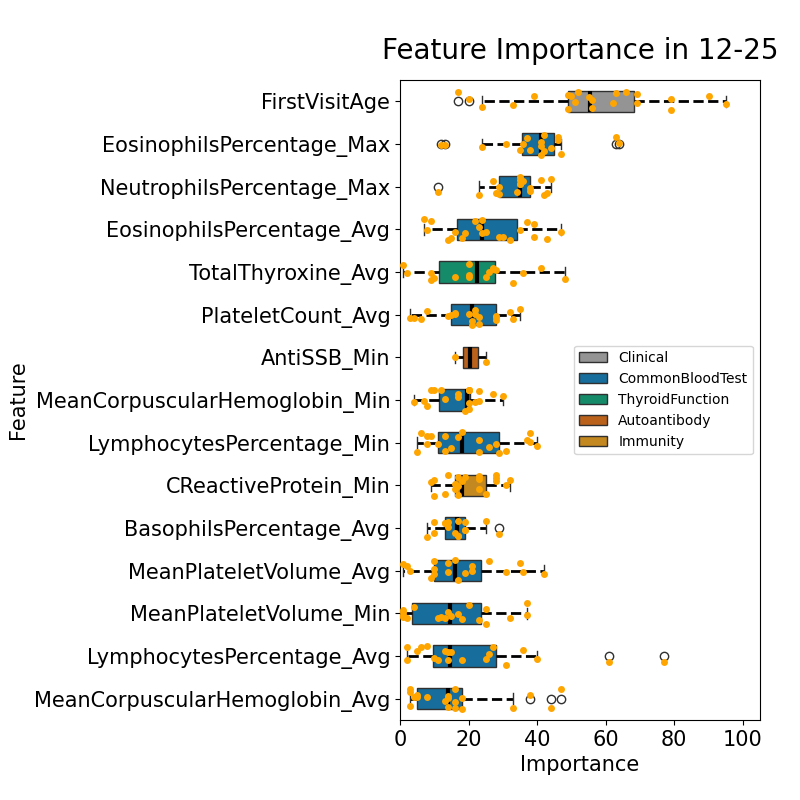 Feature Importance in 12-25
FirstVisitAge
EosinophilsPercentage_Max
NeutrophilsPercentage_Max
EosinophilsPercentage_Avg
TotalThyroxine_Avg
PlateletCount_Avg
AntiSSB_Min
MeanCorpuscularHemoglobin_Min
LymphocytesPercentage_Min
CReactiveProtein_Min
BasophilsPercentage_Avg
MeanPlateletVolume_Avg
MeanPlateletVolume_Min
LymphocytesPercentage_Avg
MeanCorpuscularHemoglobin_Avg
Feature
Clinical
CommonBloodTest
ThyroidFunction
Autoantibody
Immunity
0 20 40 60 80 100
Importance